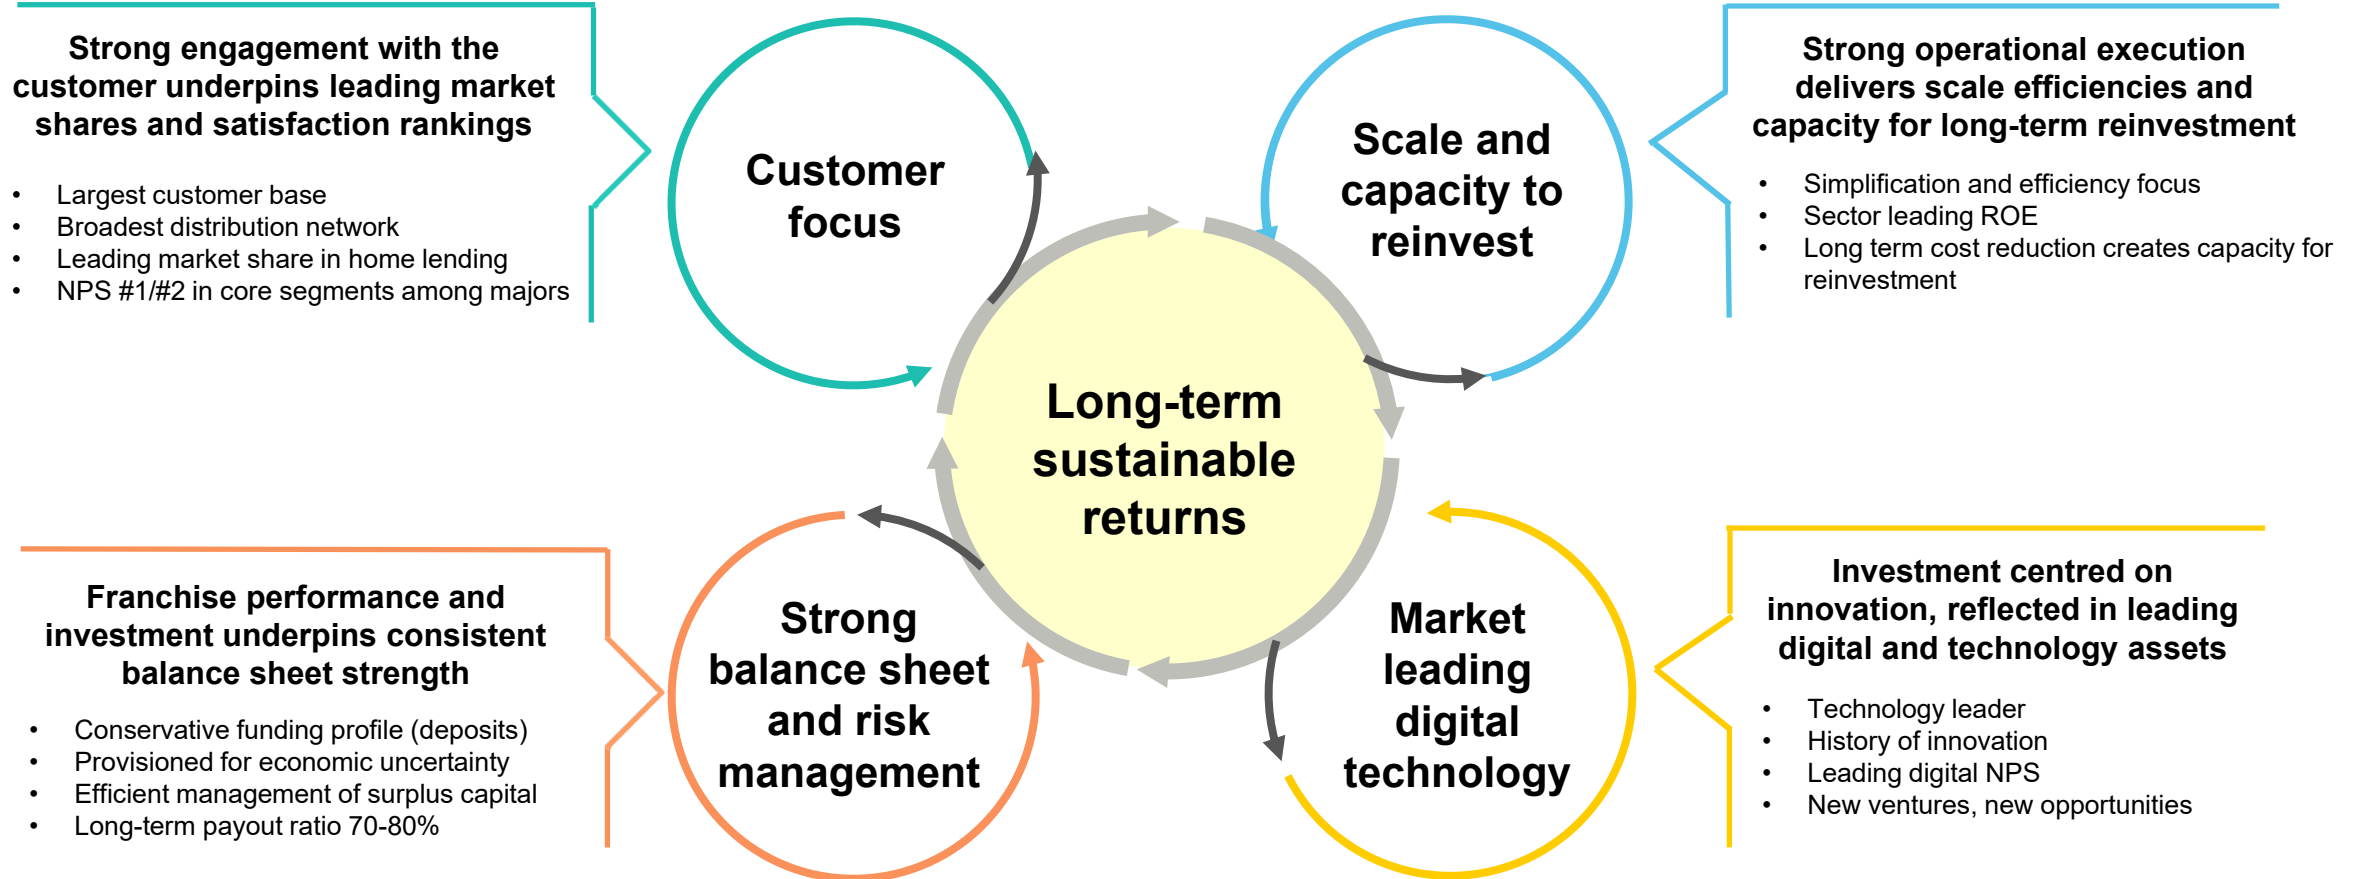 Strong engagement with the
customer underpins leading market
shares and satisfaction rankings
• Largest customer base
• Broadest distribution network
• Leading market share in home lending
• NPS #1/#2 in core segments among majors
Customer
focus
Scale and
capacity to
reinvest
Strong operational execution
delivers scale efficiencies and
capacity for long-term reinvestment
• Simplification and efficiency focus
• Sector leading ROE
• Long term cost reduction creates capacity for
reinvestment
Long-term
sustainable
returns
Franchise performance and
investment underpins consistent
balance sheet strength
• Conservative funding profile (deposits)
• Provisioned for economic uncertainty
• Efficient management of surplus capital
• Long-term payout ratio 70-80%
Strong
balance sheet
and risk
management
Market
leading
digital
technology
Investment centred on
innovation, reflected in leading
digital and technology assets
• Technology leader
• History of innovation
• Leading digital NPS
• New ventures, new opportunities